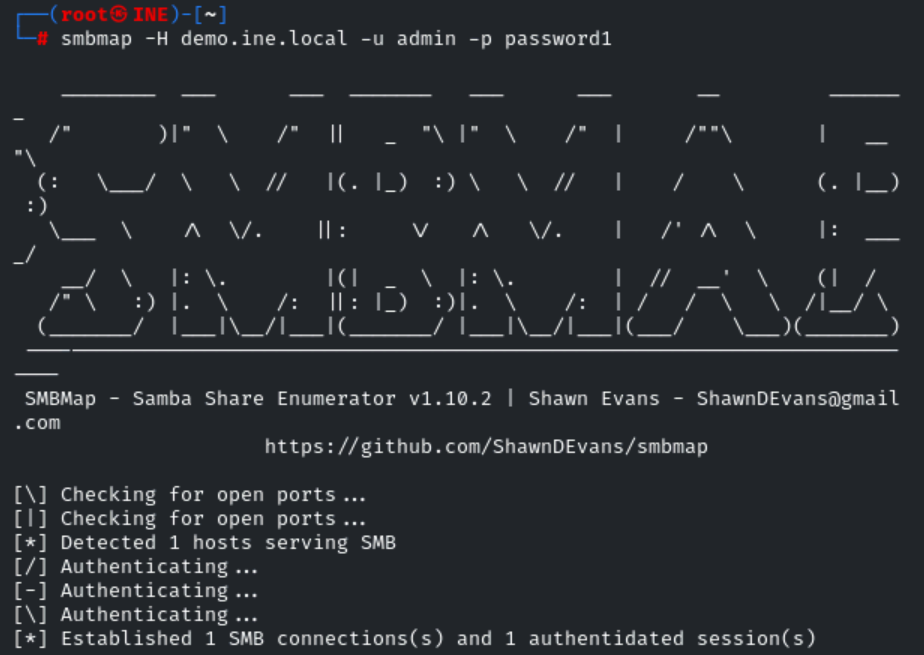 ┌──(root㉿INE)-[~]
└─# smbmap -H demo.ine.local -u admin -p password1
SMBMap - Samba Share Enumerator v1.10.2 | Shawn Evans - ShawnDEvans@gmail
.com
https://github.com/ShawnDEvans/smbmap
[\] Checking for open ports...
[|] Checking for open ports...
[*] Detected 1 hosts serving SMB
[/] Authenticating...
[-] Authenticating...
[\] Authenticating...
[*] Established 1 SMB connections(s) and 1 authentidated session(s)